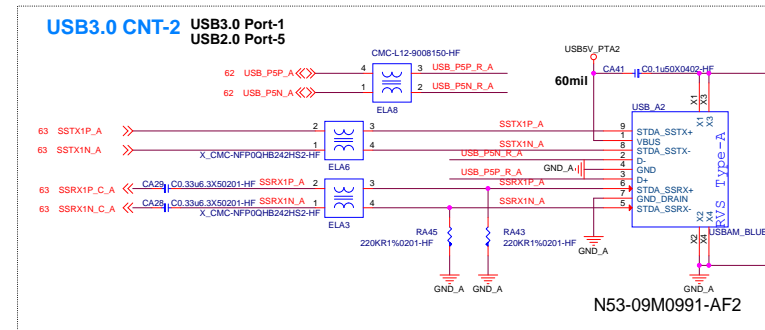 USB3.0 CNT-2 USB3.0 Port-1
USB2.0 Port-5
CMC-L12-9008150-HF
USB5V_PTA2
62 USB_P5P_A 4 3 USB_P5P_R_A
CA41 C0.1u50X0402-HF
60mil
62 USB_P5N_A 1 2 USB_P5N_R_A
ELA8
X1 X3
USB_A2
X1 X3
63 SSTX1P_A 2 3 SSTX1P_A 9 STDA_SSTX+
1 VBUS
63 SSTX1N_A 1 4 SSTX1N_A 8 STDA_SSTX-
X_CMC-NFP0QHB242HS2-HF
ELA6
USB_P5N_R_A 2 D-
GND_A 4 GND
USB_P5P_R_A 3 D+
63 SSRX1P_C_A CA29 C0.33u6.3X50201-HF SSRX1P_A 2 3 SSRX1P_A 6 STDA_SSRX+
7 GND_DRAIN
63 SSRX1N_C_A CA28 C0.33u6.3X50201-HF SSRX1N_A 1 4 SSRX1N_A 5 STDA_SSRX-
X_CMC-NFP0QHB242HS2-HF
ELA3
RVS Type-A
X2 X4
USBAM_BLUE
X2 X4
RA45
220KR1%0201-HF
RA43
220KR1%0201-HF
GND_A
GND_A GND_A
GND_A
N53-09M0991-AF2